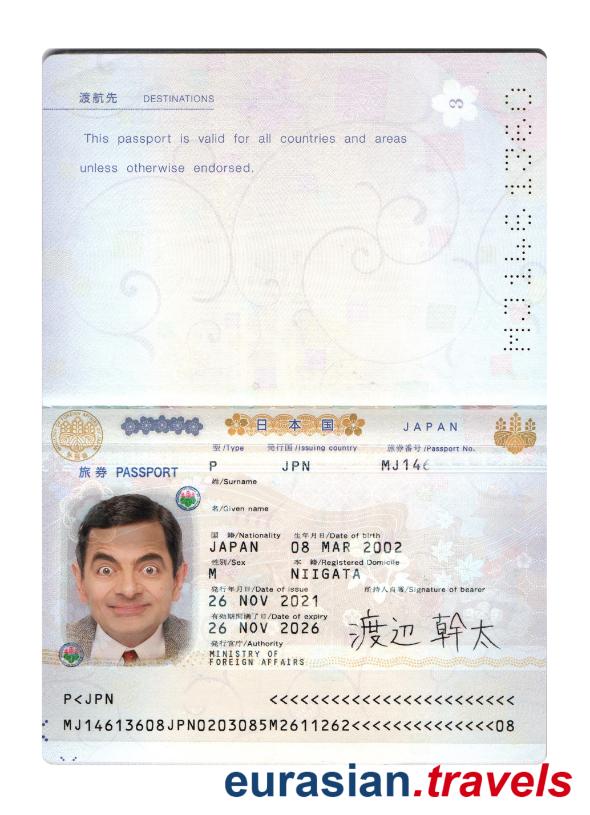 渡航先 DESTINATIONS
3
This passport is valid for all countries and areas
unless otherwise endorsed.
MJ1461360
日本国 JAPAN
型/Type 発行国/Issuing country 旅券番号/Passport No.
旅券 PASSPORT
P JPN MJ14
姓/Surname
名/Given name
国 籍/Nationality 生年月日/Date of birth
JAPAN 08 MAR 2002
性別/Sex 本 籍/Registered Domicile
M NIIGATA
発行年月日/Date of issue 所持人自署/Signature of bearer
26 NOV 2021
有効期間満了日/Date of expiry
26 NOV 2026
渡辺 幹太
発行官庁/Authority
MINISTRY OF
FOREIGN AFFAIRS
P<JPN <<<<<<<<<<<<<<<<<<<<<<<<<
MJ14613608JPN0203085M2611262<<<<<<<<<<<<<<08
eurasian.travels